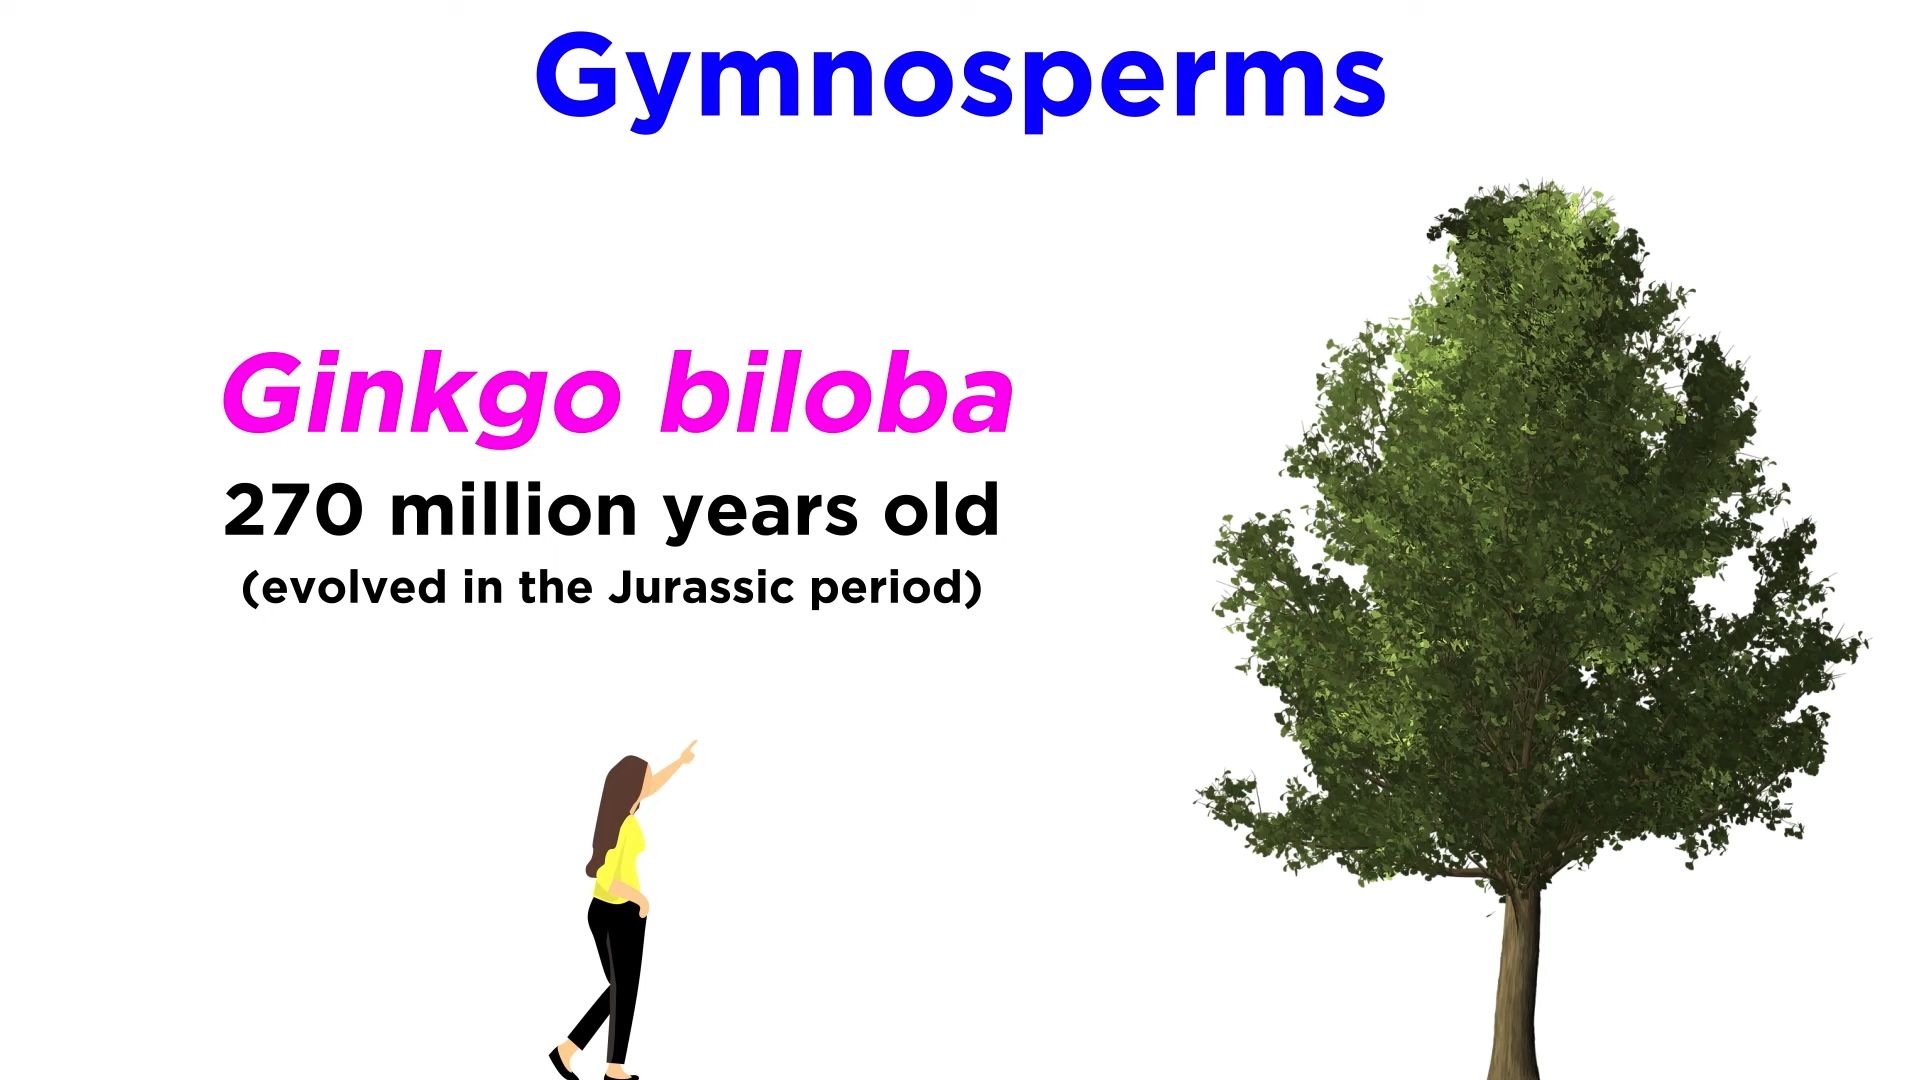 Gymnosperms
Ginkgo biloba
270 million years old
(evolved in the Jurassic period)